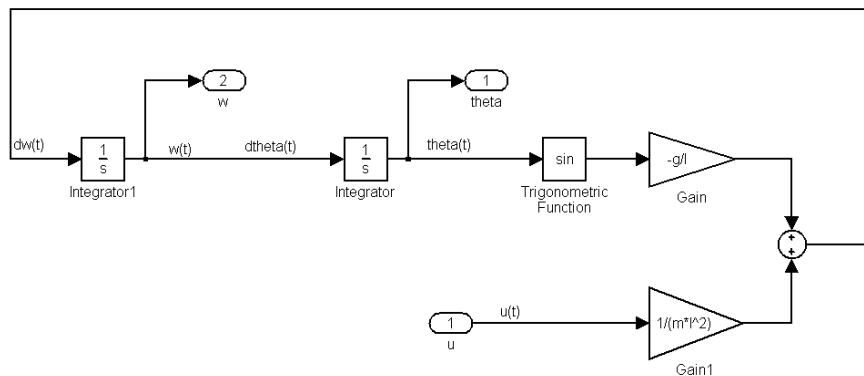 2
w
1
theta
dw(t)
1
s
Integrator1
w(t)
dtheta(t)
1
s
Integrator
theta(t)
sin
Trigonometric
Function
-g/l
Gain
+
+
1
u
u(t)
1/(m*l^2)
Gain1